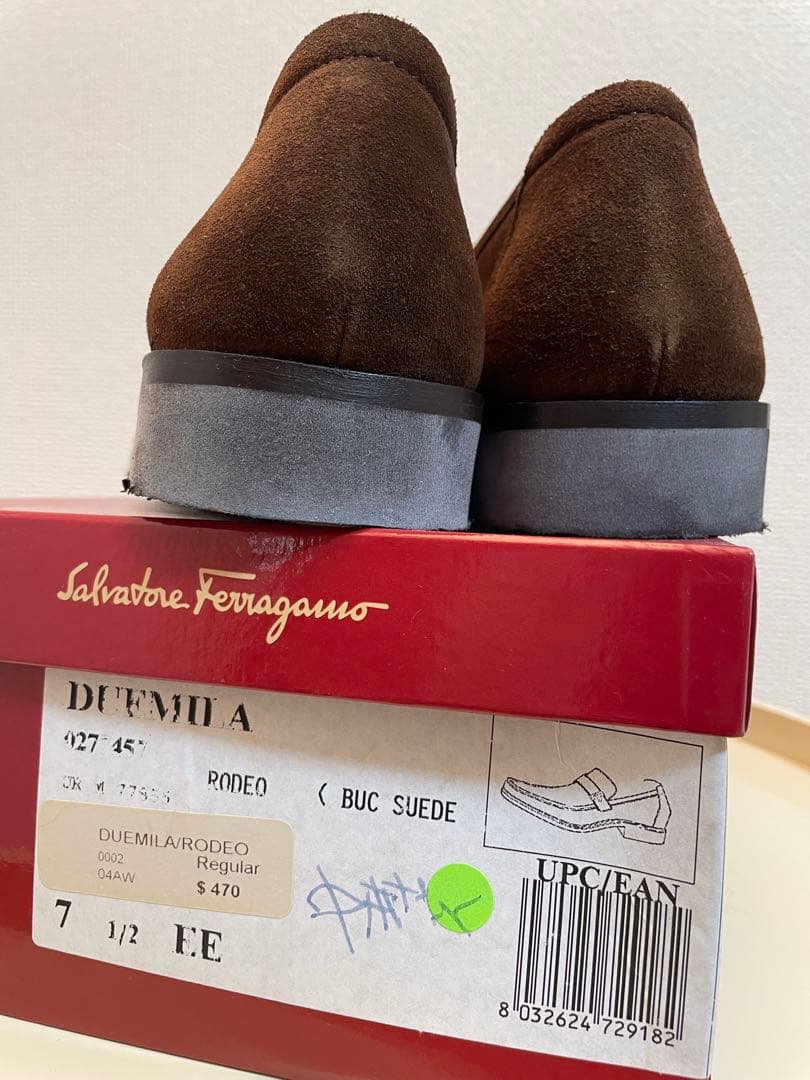 Salvatore Ferragamo
DUEMILA
RODEO
( BUC SUEDE
DUEMILA/RODEO
0002
Regular
04AW
$ 470
7 1/2 EE
UPC/EAN
8 032624 729182